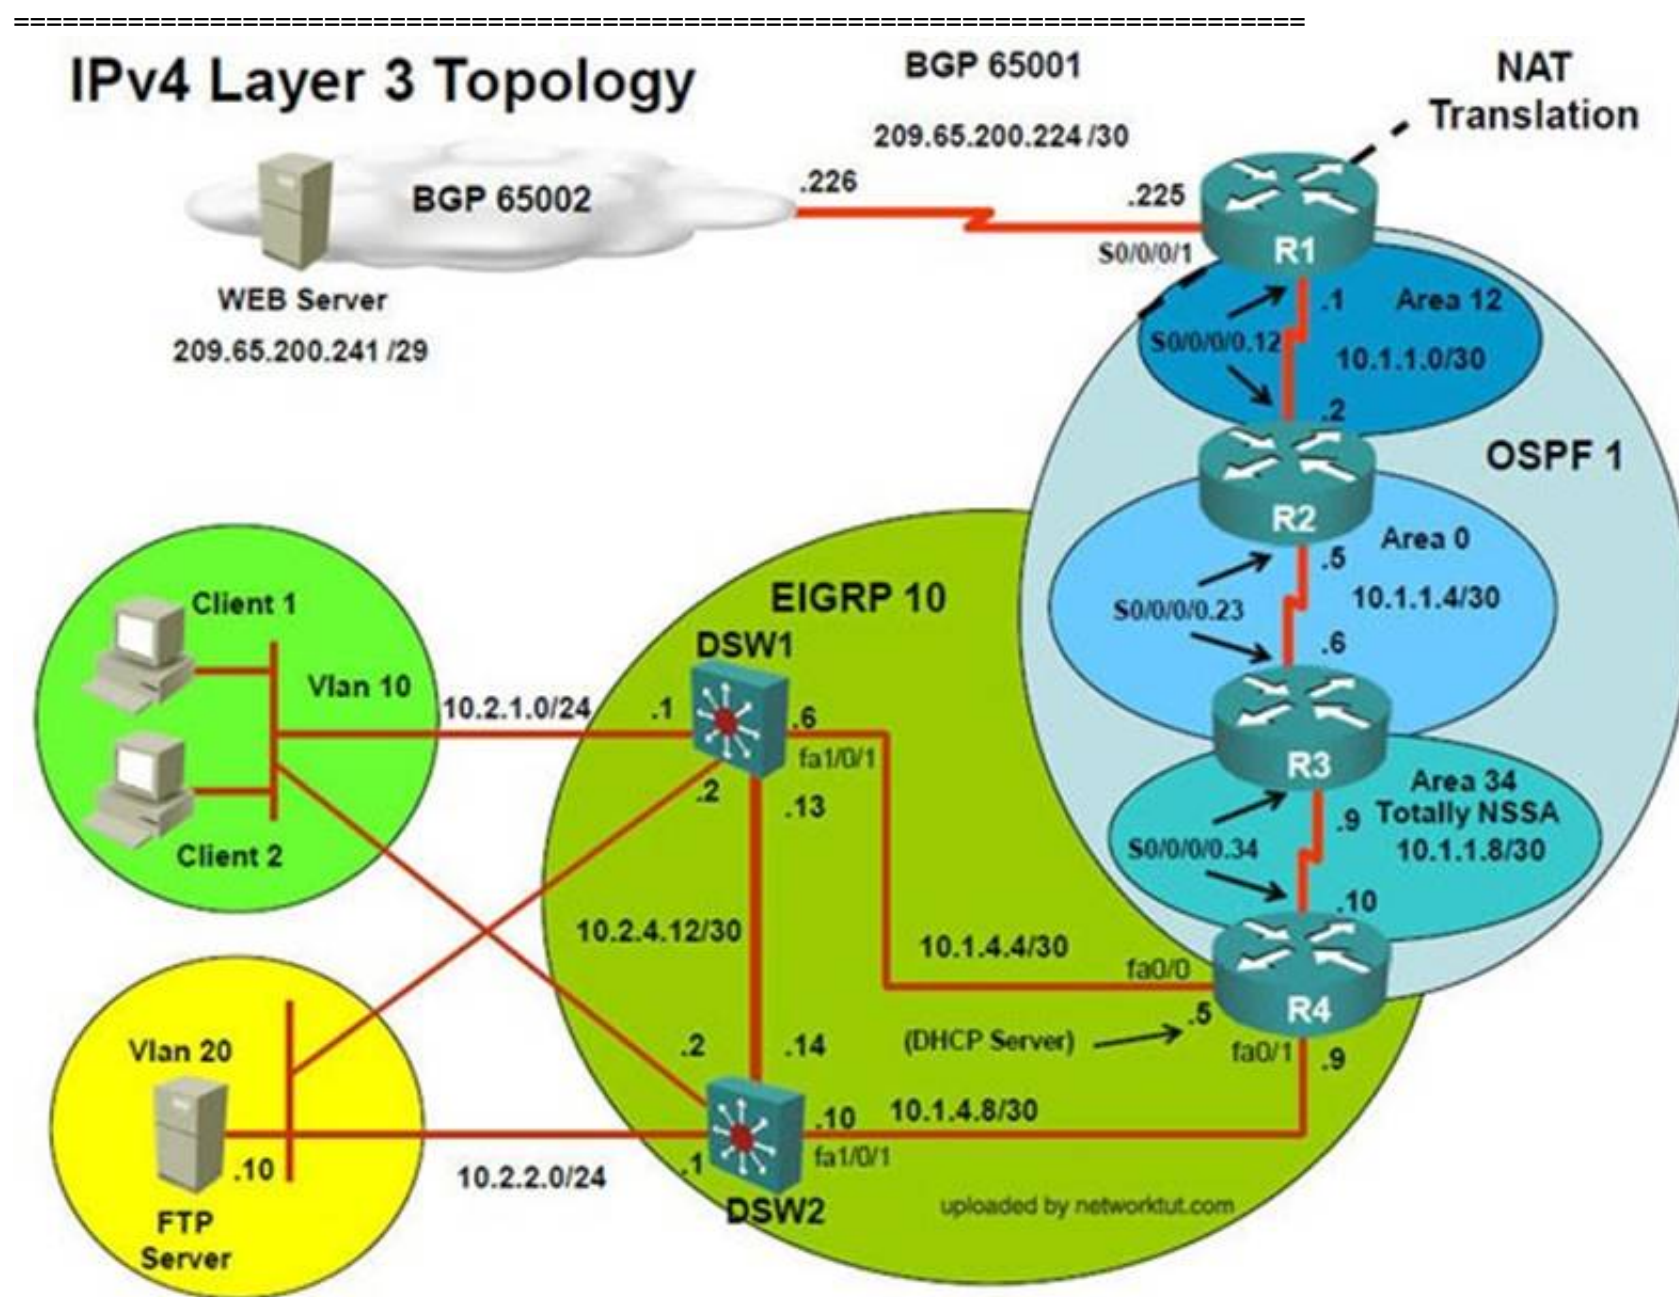 ================================================================================
IPv4 Layer 3 Topology
BGP 65001
NAT
Translation
209.65.200.224 /30
BGP 65002
.226
.225
S0/0/0/1
R1
WEB Server
209.65.200.241 /29
.1
Area 12
S0/0/0/0.12
10.1.1.0/30
.2
OSPF 1
R2
Area 0
.5
10.1.1.4/30
S0/0/0/0.23
.6
R3
Area 34
Totally NSSA
.9
10.1.1.8/30
S0/0/0/0.34
.10
EIGRP 10
DSW1
Client 1
Vlan 10
10.2.1.0/24
.1
.6
fa1/0/1
.2
.13
Client 2
10.2.4.12/30
10.1.4.4/30
fa0/0
R4
.5
(DHCP Server)
fa0/1
.9
.2
.14
Vlan 20
.10
10.1.4.8/30
fa1/0/1
.10
.1
10.2.2.0/24
DSW2
FTP
Server
uploaded by networktut.com